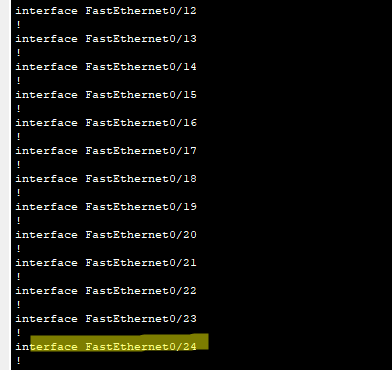 interface FastEthernet0/12
!
interface FastEthernet0/13
!
interface FastEthernet0/14
!
interface FastEthernet0/15
!
interface FastEthernet0/16
!
interface FastEthernet0/17
!
interface FastEthernet0/18
!
interface FastEthernet0/19
!
interface FastEthernet0/20
!
interface FastEthernet0/21
!
interface FastEthernet0/22
!
interface FastEthernet0/23
!
interface FastEthernet0/24
!